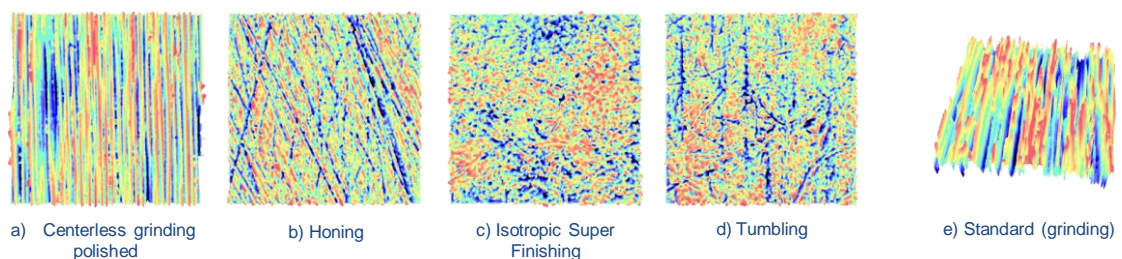 a) Centerless grinding
polished
b) Honing
c) Isotropic Super
Finishing
d) Tumbling
e) Standard (grinding)